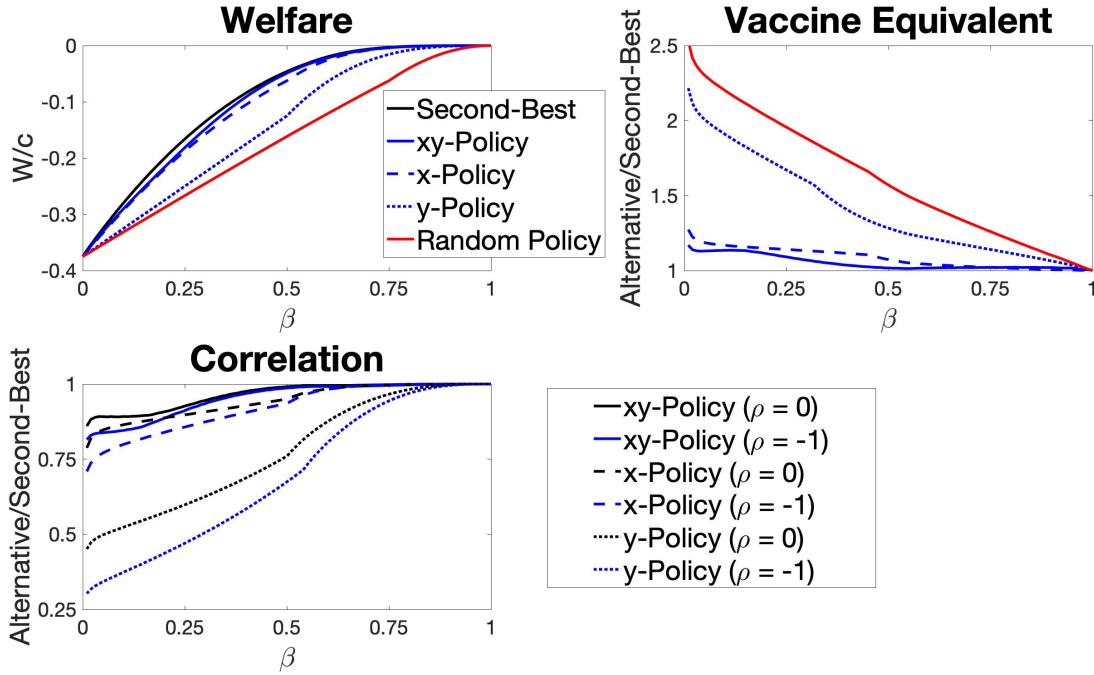 Welfare
W/c
0
-0.1
-0.2
-0.3
-0.4
0
0.25
0.5
0.75
1
β
Second-Best
xy-Policy
x-Policy
y-Policy
Random Policy
Vaccine Equivalent
Alternative/Second-Best
2.5
2
1.5
1
0
0.25
0.5
0.75
1
β
Correlation
Alternative/Second-Best
1
0.75
0.5
0.25
0
0.25
0.5
0.75
1
β
xy-Policy (ρ = 0)
xy-Policy (ρ = -1)
x-Policy (ρ = 0)
x-Policy (ρ = -1)
y-Policy (ρ = 0)
y-Policy (ρ = -1)